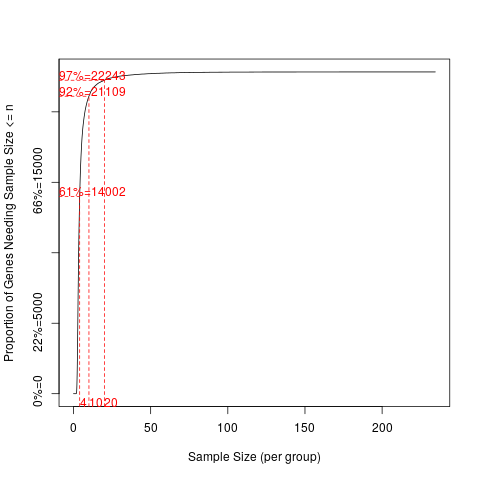 97%=22243
92%=21109
61%=14002
4 10 20
Proportion of Genes Needing Sample Size <= n
0%=0
22%=5000
66%=15000
0 50 100 150 200
Sample Size (per group)